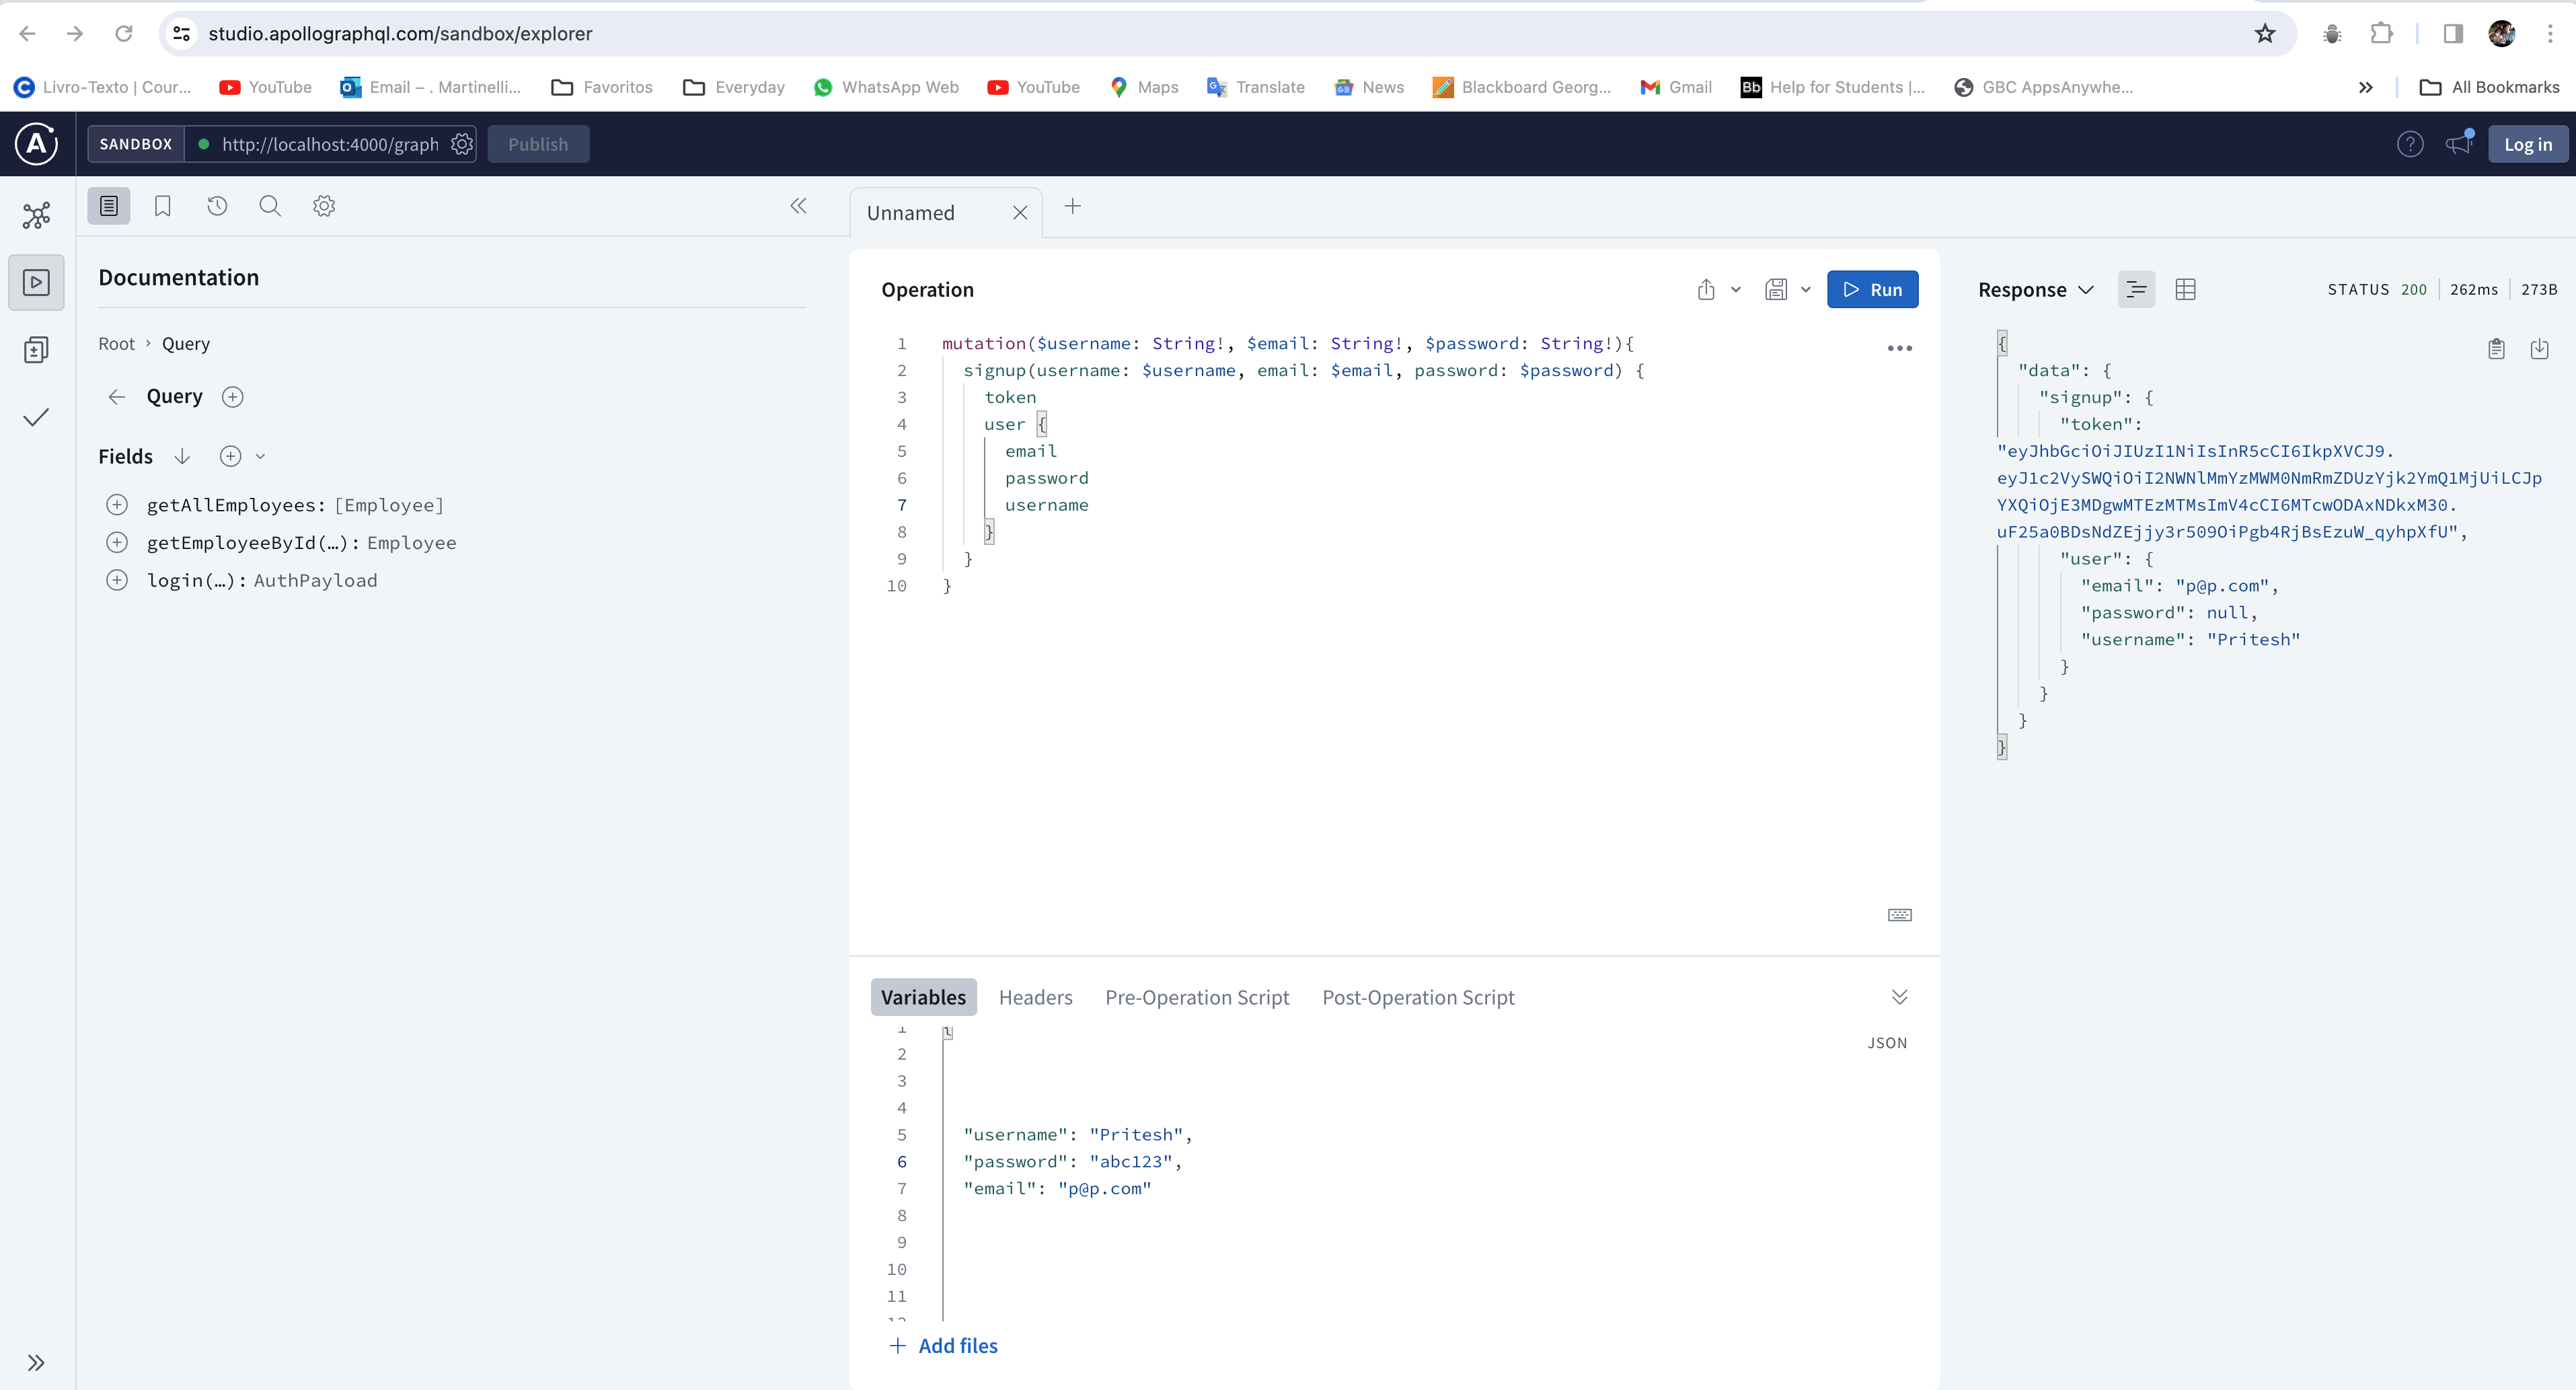 studio.apollographql.com/sandbox/explorer
Livro-Texto | Cour...
YouTube
Email – . Martinelli...
Favoritos
Everyday
WhatsApp Web
YouTube
Maps
Translate
News
Blackboard Georg...
Gmail
Bb Help for Students |...
GBC AppsAnywhe...
All Bookmarks
SANDBOX
http://localhost:4000/graph
Publish
Log in
Documentation
Root › Query
Query
Fields
getAllEmployees: [Employee]
getEmployeeById(…): Employee
login(…): AuthPayload
Unnamed
Operation
Run
1 mutation($username: String!, $email: String!, $password: String!){
2 signup(username: $username, email: $email, password: $password) {
3 token
4 user {
5 email
6 password
7 username
8 }
9 }
10 }
Variables
Headers
Pre-Operation Script
Post-Operation Script
JSON
1 {
2
3
4
5 "username": "Pritesh",
6 "password": "abc123",
7 "email": "p@p.com"
8
9
10
11
12
Add files
Response
STATUS 200
262ms
273B
{
"data": {
"signup": {
"token":
"eyJhbGciOiJIUzI1NiIsInR5cCI6IkpXVCJ9.
eyJ1c2VySWQiOiI2NWNlMmYzMWM0NmRmZDUzYjk2YmQ1MjUiLCJp
YXQiOjE3MDgwMTEzMTMsImV4cCI6MTcwODAxNDkxM30.
uF25a0BDsNdZEjjy3r509OiPgb4RjBsEzuW_qyhpXfU",
"user": {
"email": "p@p.com",
"password": null,
"username": "Pritesh"
}
}
}
}